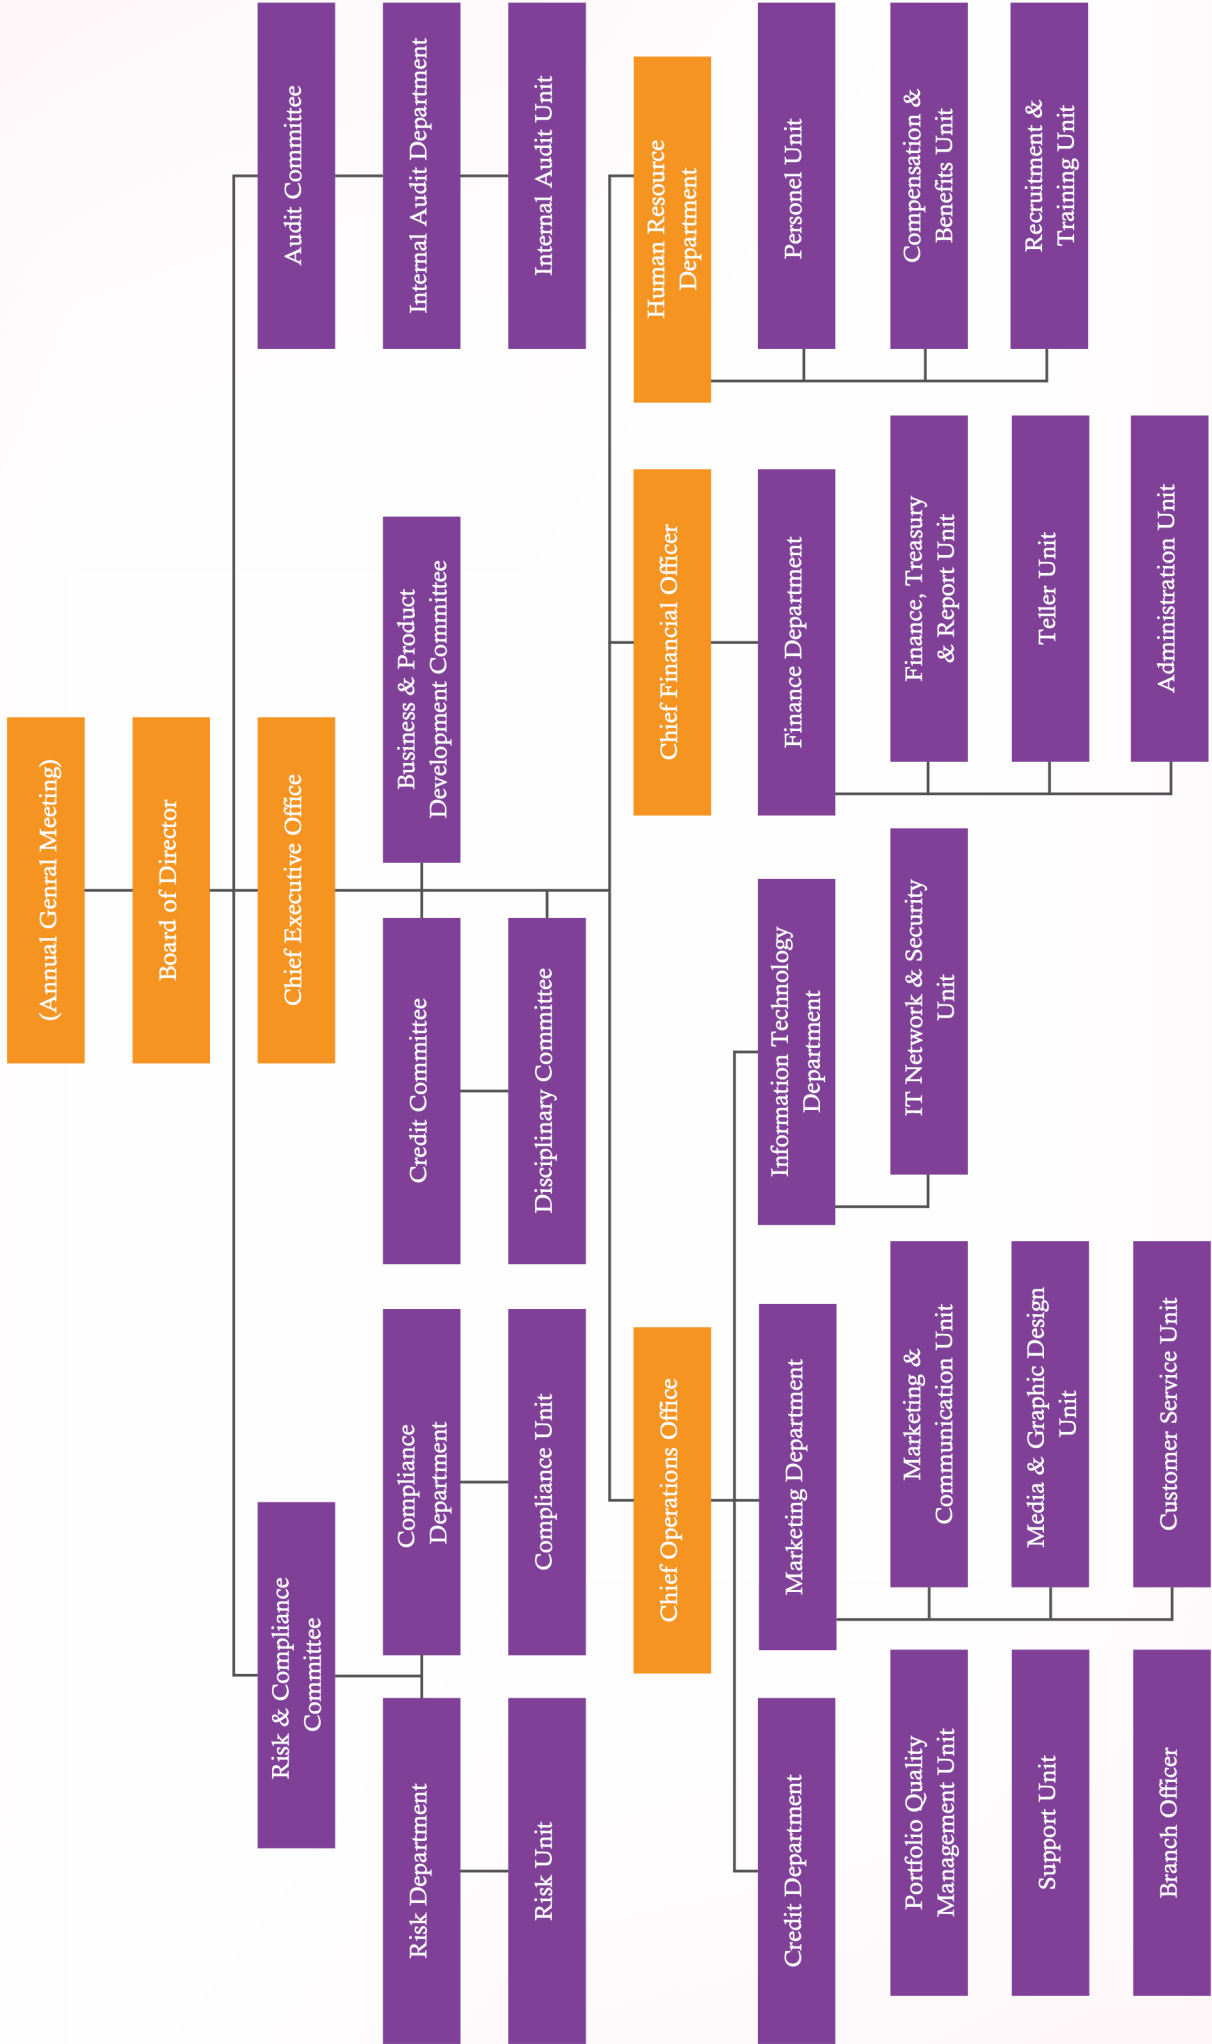 (Annual Genral Meeting)
Board of Director
Risk & Compliance
Committee
Chief Executive Office
Audit Committee
Risk Department
Compliance
Department
Credit Committee
Business & Product
Development Committee
Internal Audit Department
Risk Unit
Compliance Unit
Disciplinary Committee
Internal Audit Unit
Chief Operations Office
Chief Financial Officer
Human Resource
Department
Credit Department
Marketing Department
Information Technology
Department
Finance Department
Personel Unit
Portfolio Quality
Management Unit
Marketing &
Communication Unit
IT Network & Security
Unit
Finance, Treasury
& Report Unit
Compensation &
Benefits Unit
Support Unit
Media & Graphic Design
Unit
Teller Unit
Recruitment &
Training Unit
Branch Officer
Customer Service Unit
Administration Unit